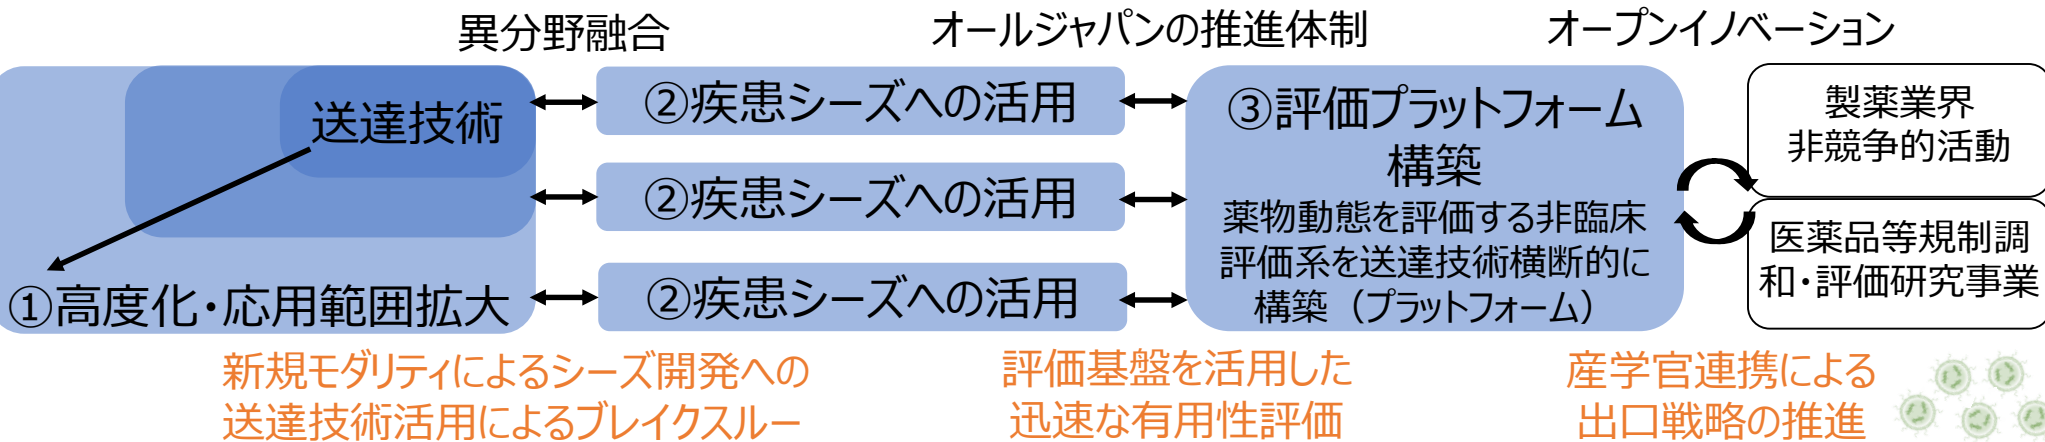 異分野融合
オールジャパンの推進体制
オープンイノベーション
送達技術
①高度化・応用範囲拡大
②疾患シーズへの活用
②疾患シーズへの活用
②疾患シーズへの活用
③評価プラットフォーム
構築
薬物動態を評価する非臨床
評価系を送達技術横断的に
構築（プラットフォーム）
製薬業界
非競争的活動
医薬品等規制調
和・評価研究事業
新規モダリティによるシーズ開発への
送達技術活用によるブレイクスルー
評価基盤を活用した
迅速な有用性評価
産学官連携による
出口戦略の推進